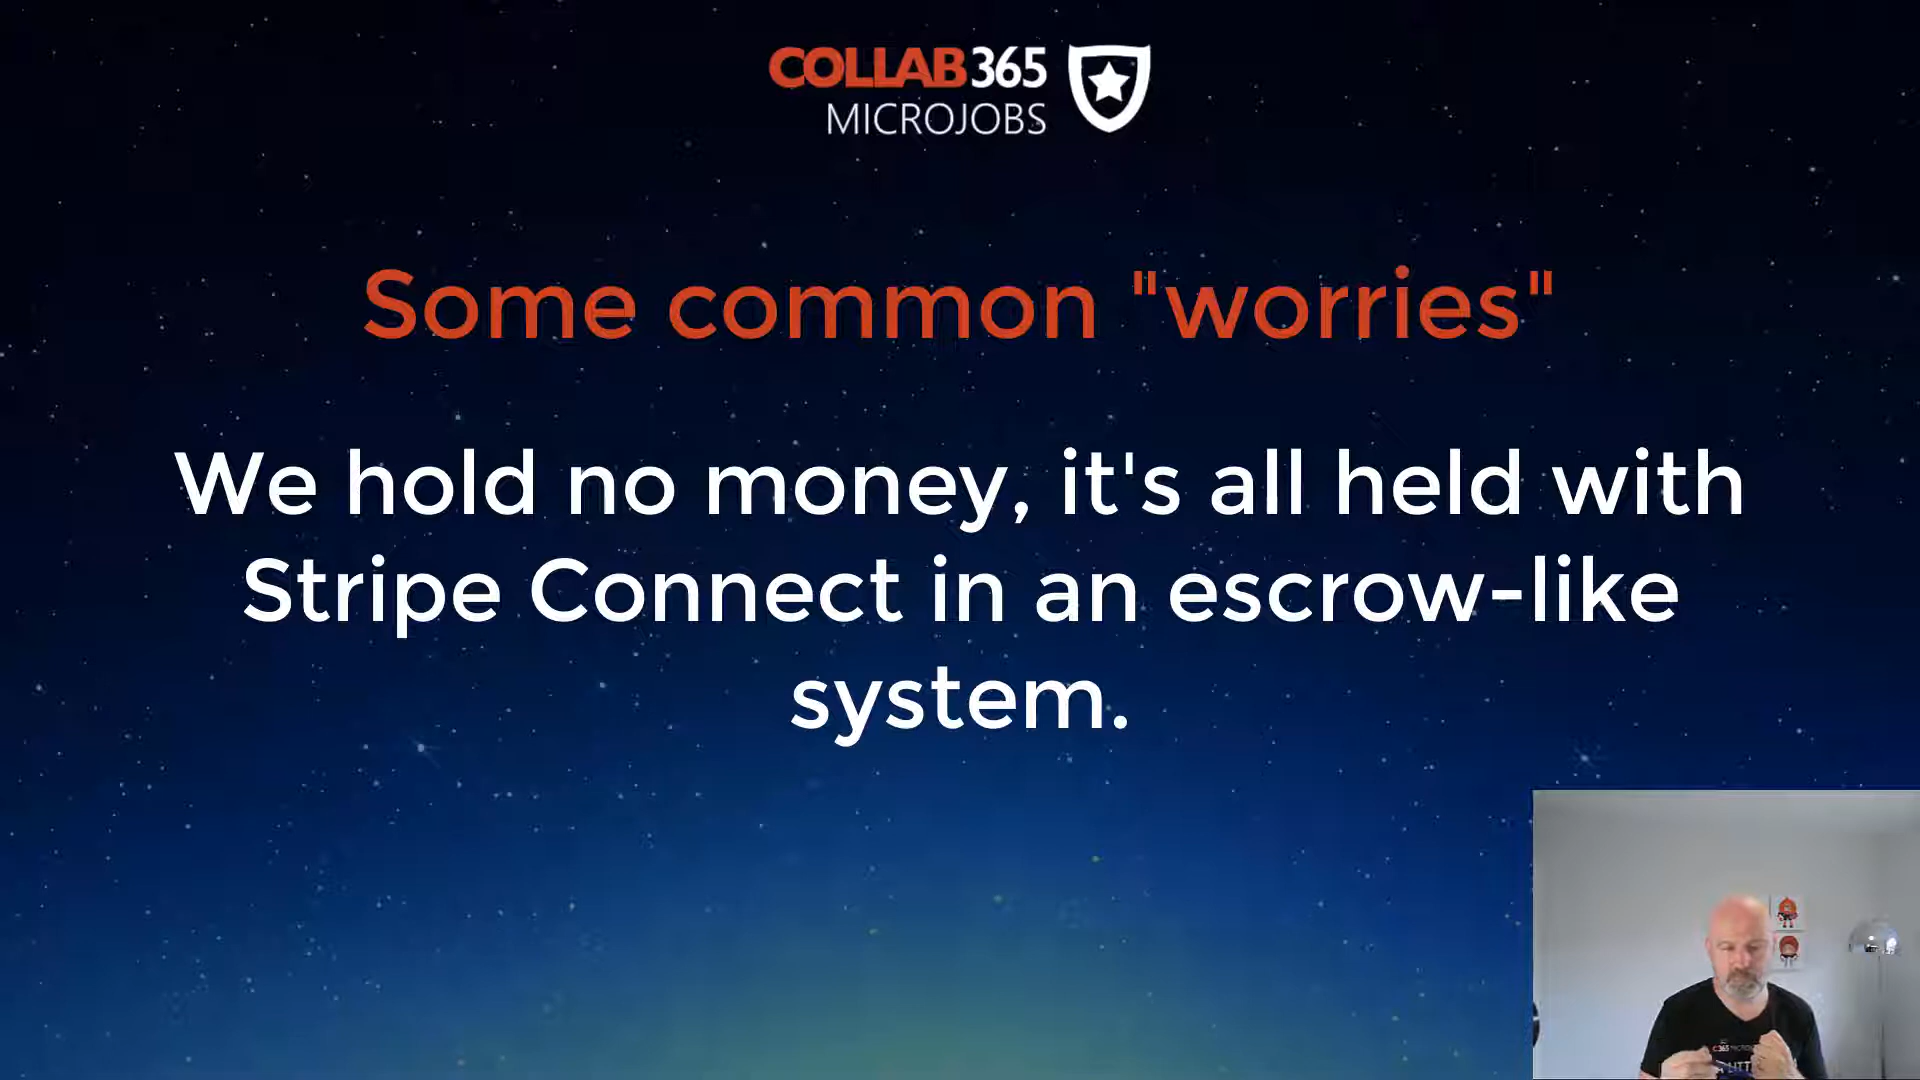 COLLAB365
MICROJOBS
Some common "worries"
We hold no money, it's all held with
Stripe Connect in an escrow-like
system.